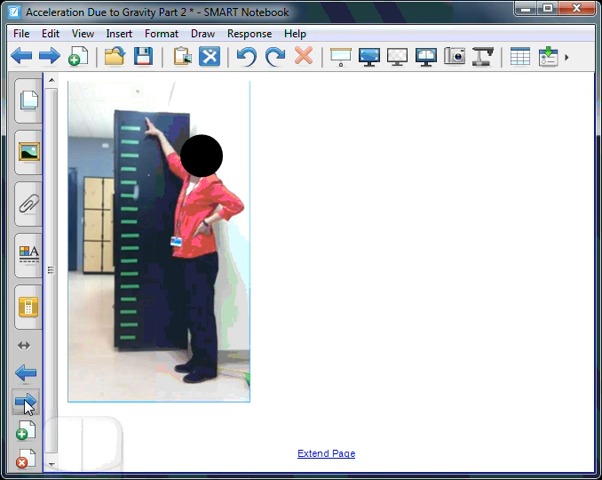 Acceleration Due to Gravity Part 2 * - SMART Notebook
File Edit View Insert Format Draw Response Help
Extend Page